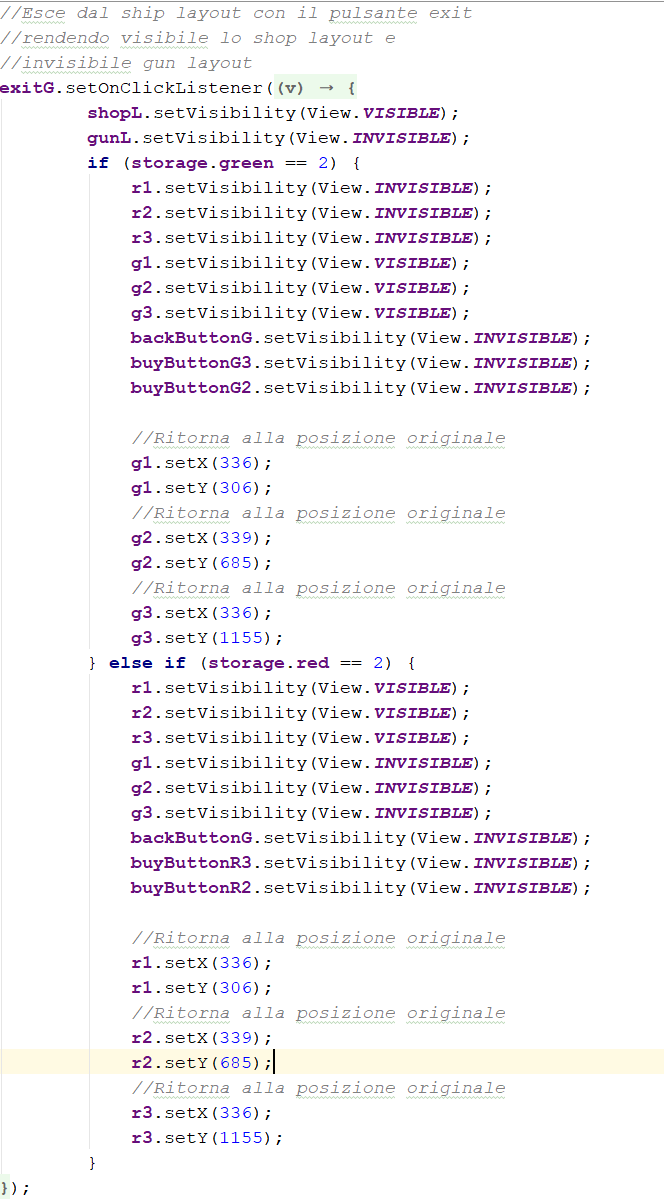 //Esce dal ship layout con il pulsante exit
//rendendo visibile lo shop layout e
//invisibile gun layout
exitG.setOnClickListener((v) → {
        shopL.setVisibility(View.VISIBLE);
        gunL.setVisibility(View.INVISIBLE);
        if (storage.green == 2) {
            r1.setVisibility(View.INVISIBLE);
            r2.setVisibility(View.INVISIBLE);
            r3.setVisibility(View.INVISIBLE);
            g1.setVisibility(View.VISIBLE);
            g2.setVisibility(View.VISIBLE);
            g3.setVisibility(View.VISIBLE);
            backButtonG.setVisibility(View.INVISIBLE);
            buyButtonG3.setVisibility(View.INVISIBLE);
            buyButtonG2.setVisibility(View.INVISIBLE);

            //Ritorna alla posizione originale
            g1.setX(336);
            g1.setY(306);
            //Ritorna alla posizione originale
            g2.setX(339);
            g2.setY(685);
            //Ritorna alla posizione originale
            g3.setX(336);
            g3.setY(1155);
        } else if (storage.red == 2) {
            r1.setVisibility(View.VISIBLE);
            r2.setVisibility(View.VISIBLE);
            r3.setVisibility(View.VISIBLE);
            g1.setVisibility(View.INVISIBLE);
            g2.setVisibility(View.INVISIBLE);
            g3.setVisibility(View.INVISIBLE);
            backButtonG.setVisibility(View.INVISIBLE);
            buyButtonR3.setVisibility(View.INVISIBLE);
            buyButtonR2.setVisibility(View.INVISIBLE);

            //Ritorna alla posizione originale
            r1.setX(336);
            r1.setY(306);
            //Ritorna alla posizione originale
            r2.setX(339);
            r2.setY(685);
            //Ritorna alla posizione originale
            r3.setX(336);
            r3.setY(1155);
        }
});